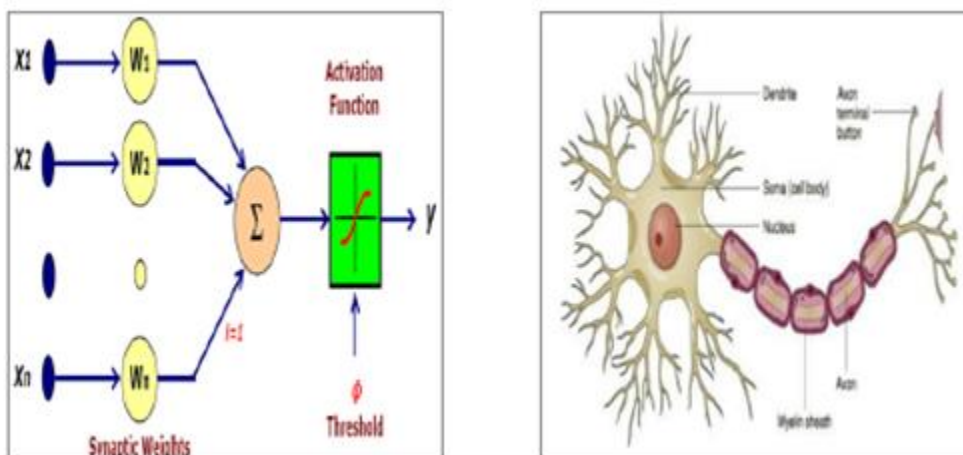 X1
W1
X2
W2
Xn
Wn
Synaptic Weights
Σ
i=1
Activation
Function
y
ϕ
Threshold
Dendrite
Axon
terminal
button
Soma (cell body)
Nucleus
Axon
Myelin sheath